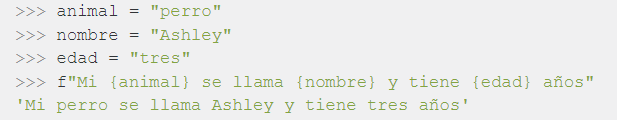 >>> animal = "perro"
>>> nombre = "Ashley"
>>> edad = "tres"
>>> f"Mi {animal} se llama {nombre} y tiene {edad} años"
'Mi perro se llama Ashley y tiene tres años'